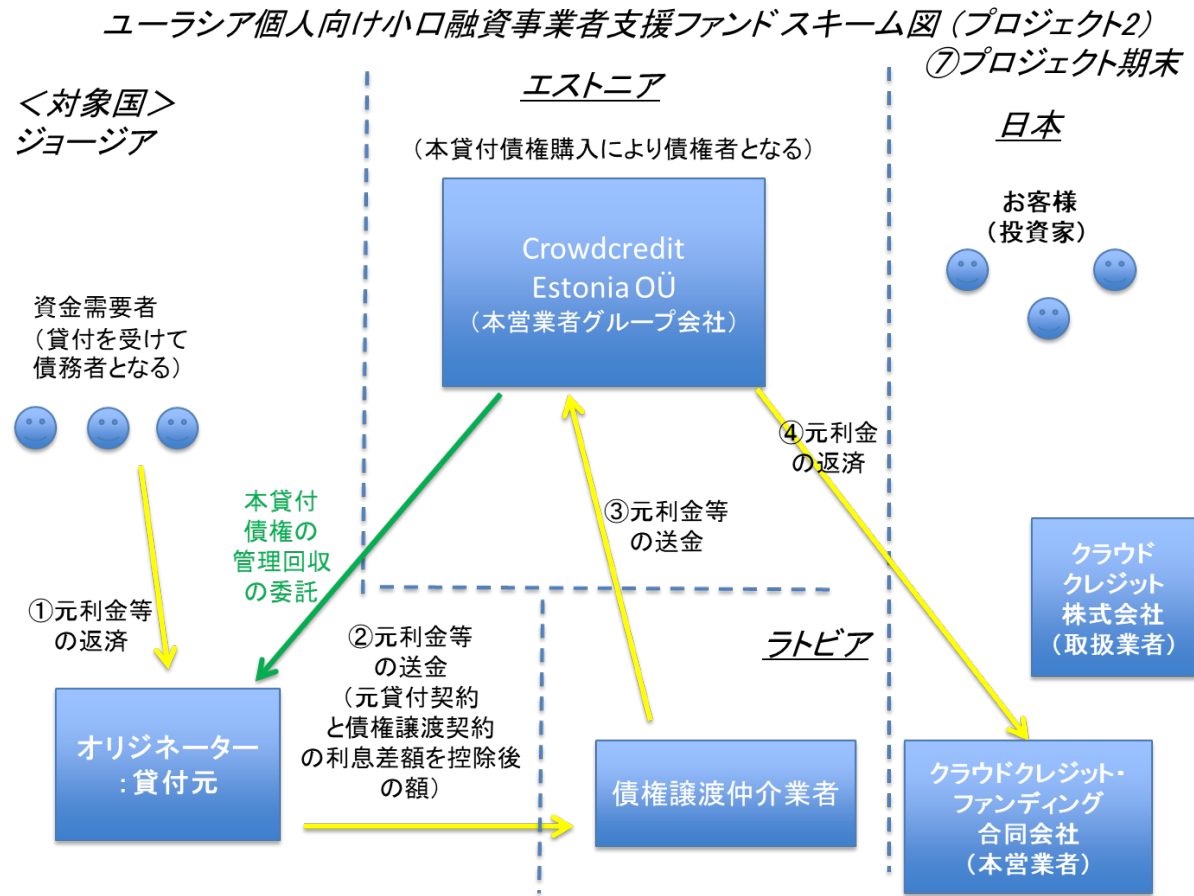 ユーラシア個人向け小口融資事業者支援ファンド スキーム図 (プロジェクト2)
⑦プロジェクト期末
＜対象国＞
ジョージア
エストニア
日本
（本貸付債権購入により債権者となる）
Crowdcredit
Estonia OÜ
（本営業者グループ会社）
お客様
（投資家）
資金需要者
（貸付を受けて
債務者となる）
本貸付
債権の
管理回収
の委託
①元利金等
の返済
②元利金等
の送金
（元貸付契約
と債権譲渡契約
の利息差額を控除後
の額）
③元利金等
の送金
④元利金
の返済
ラトビア
クラウド
クレジット
株式会社
（取扱業者）
オリジネーター
：貸付元
債権譲渡仲介業者
クラウドクレジット・
ファンディング
合同会社
（本営業者）